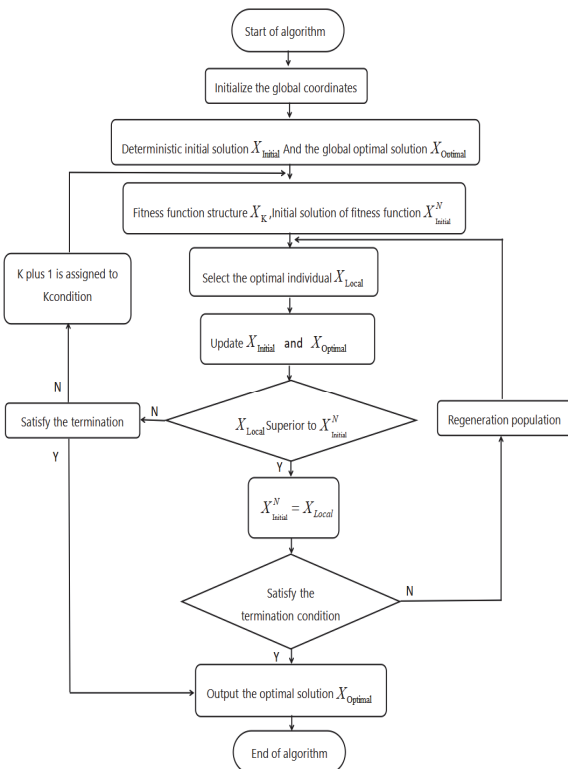 Start of algorithm
Initialize the global coordinates
Deterministic initial solution X_Initial And the global optimal solution X_Optimal
Fitness function structure X_K,Initial solution of fitness function X^N_Initial
K plus 1 is assigned to
Kcondition
Select the optimal individual X_Local
Update X_Initial and X_Optimal
N
Satisfy the termination
N
X_Local Superior to X^N_Initial
Regeneration population
Y
Y
X^N_Initial = X_Local
Satisfy the
termination condition
N
Y
Output the optimal solution X_Optimal
End of algorithm